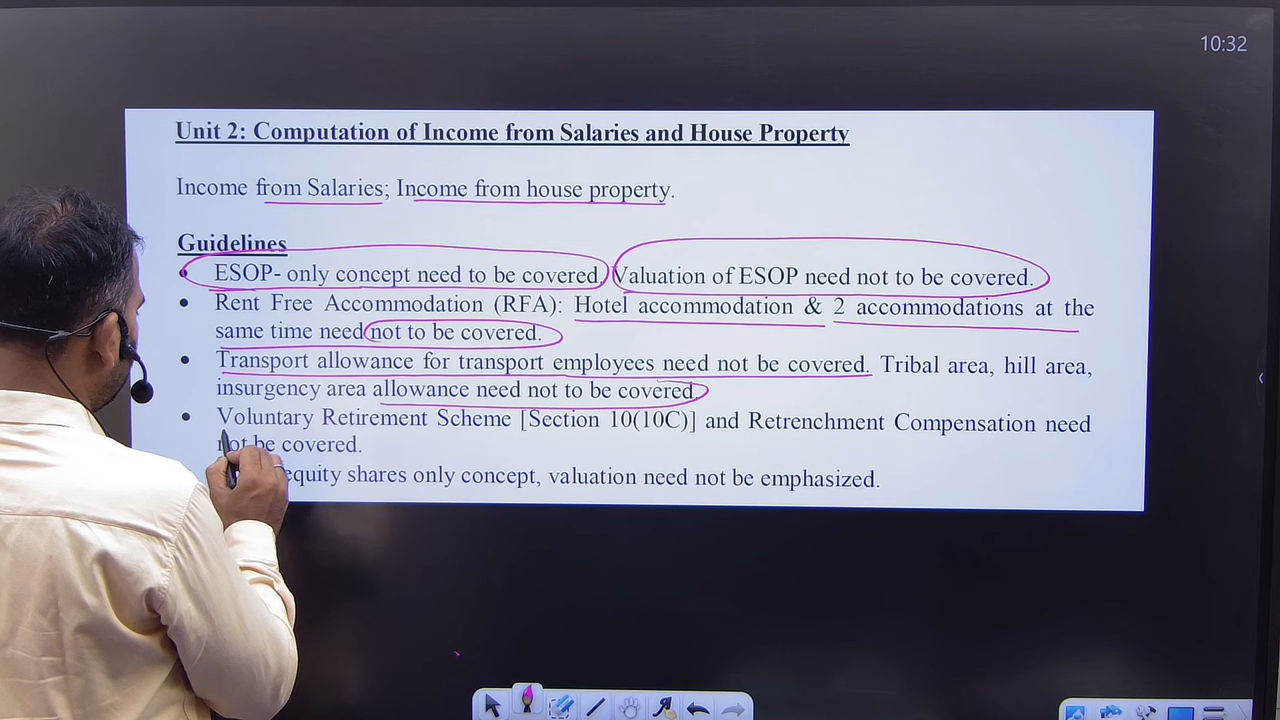 10:32
Unit 2: Computation of Income from Salaries and House Property
Income from Salaries; Income from house property.
Guidelines
• ESOP- only concept need to be covered. Valuation of ESOP need not to be covered.
• Rent Free Accommodation (RFA): Hotel accommodation & 2 accommodations at the
same time need not to be covered.
• Transport allowance for transport employees need not be covered. Tribal area, hill area,
insurgency area allowance need not to be covered.
• Voluntary Retirement Scheme [Section 10(10C)] and Retrenchment Compensation need
not be covered.
equity shares only concept, valuation need not be emphasized.